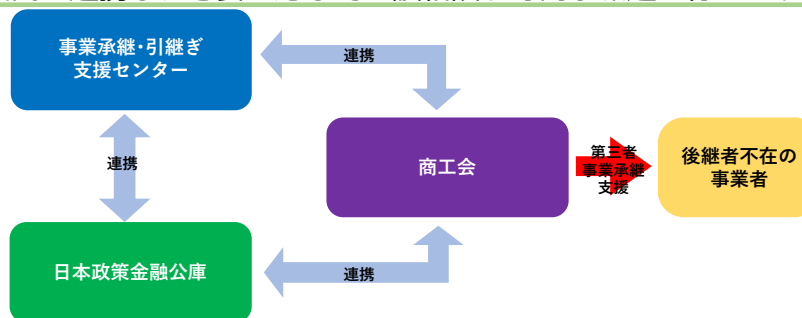 事業承継・引継ぎ
支援センター
連携
商工会
第三者
事業承継
支援
後継者不在の
事業者
連携
日本政策金融公庫
連携